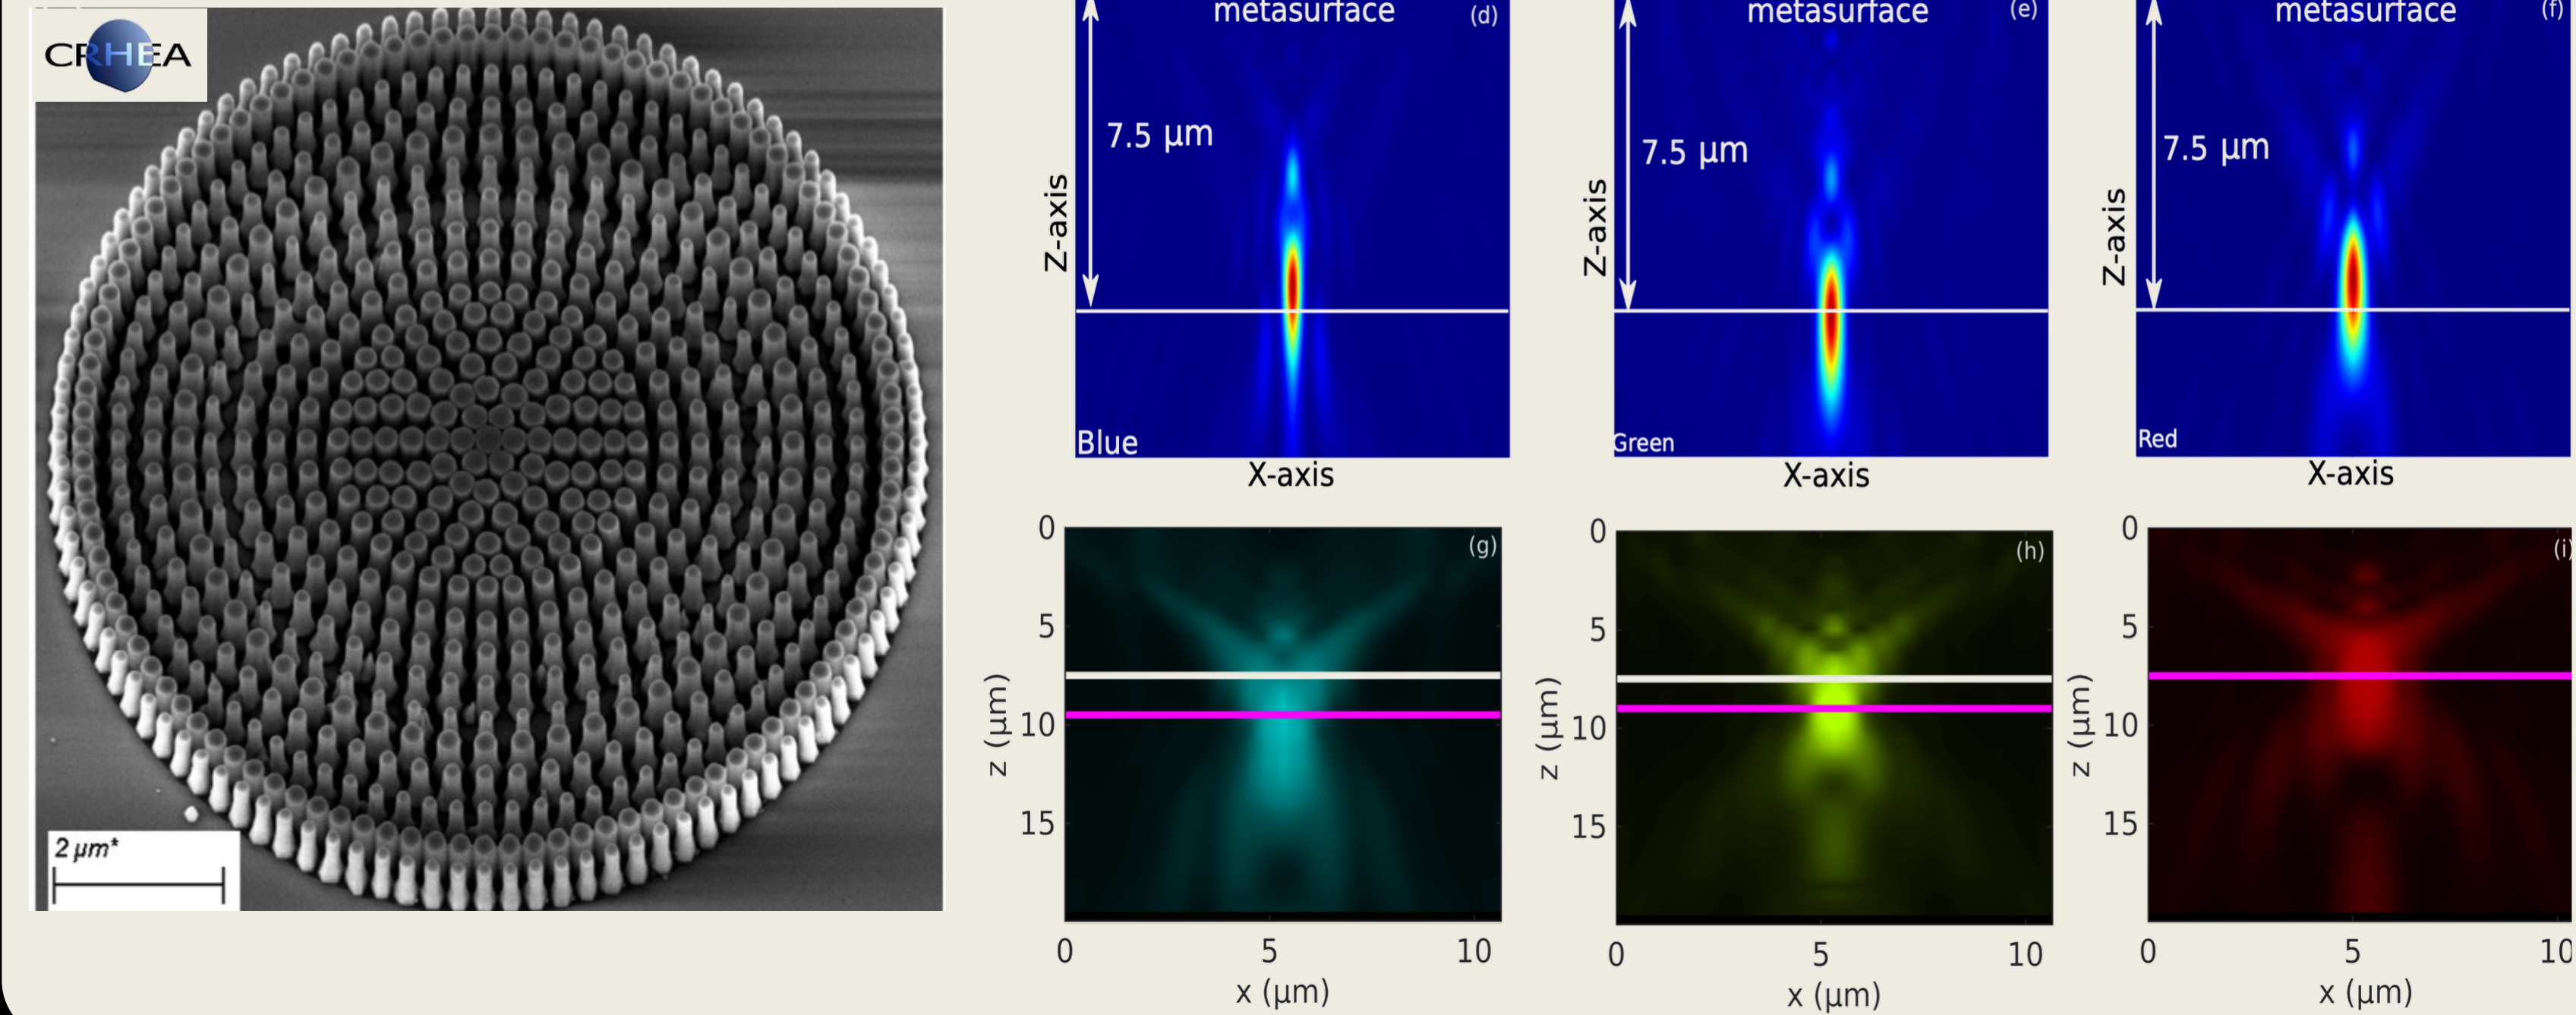 CRHEA
2 µm*
metasurface
(d)
7.5 µm
Z-axis
Blue
X-axis
metasurface
(e)
7.5 µm
Z-axis
Green
X-axis
metasurface
(f)
7.5 µm
Z-axis
Red
X-axis
(g)
0
5
10
15
z (µm)
0 5 10
x (µm)
(h)
0
5
10
15
z (µm)
0 5 10
x (µm)
(i)
0
5
10
15
z (µm)
0 5 10
x (µm)